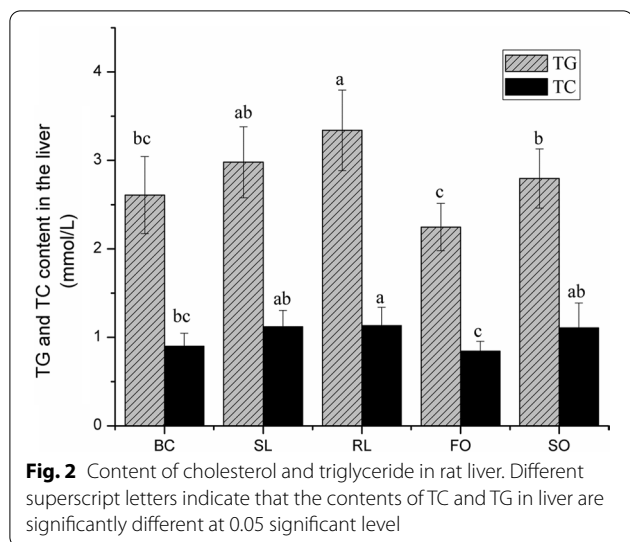 TG
TC
TG and TC content in the liver
(mmol/L)
4
3
2
1
0
bc
bc
ab
ab
a
a
c
c
b
ab
BC SL RL FO SO
Fig. 2 Content of cholesterol and triglyceride in rat liver. Different
superscript letters indicate that the contents of TC and TG in liver are
significantly different at 0.05 significant level